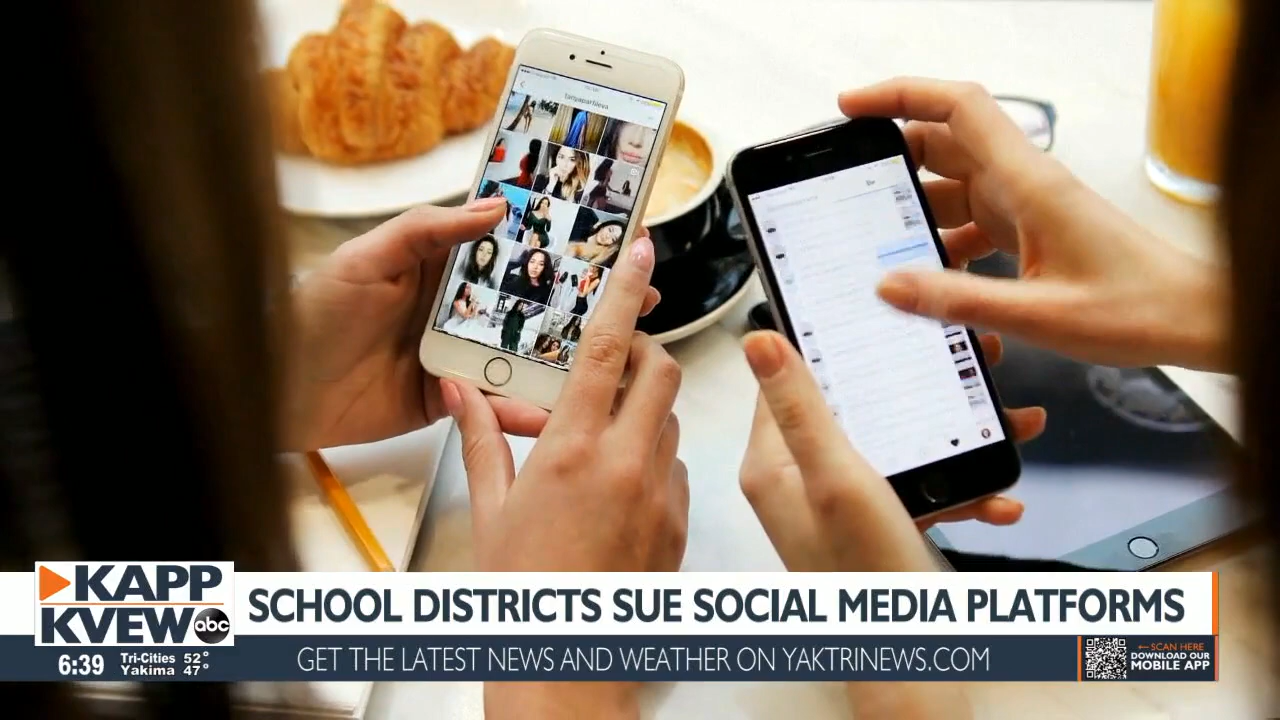 KAPP
KVEW abc
SCHOOL DISTRICTS SUE SOCIAL MEDIA PLATFORMS
6:39
Tri-Cities 52°
Yakima 47°
GET THE LATEST NEWS AND WEATHER ON YAKTRINEWS.COM
←SCAN HERE
DOWNLOAD OUR
MOBILE APP